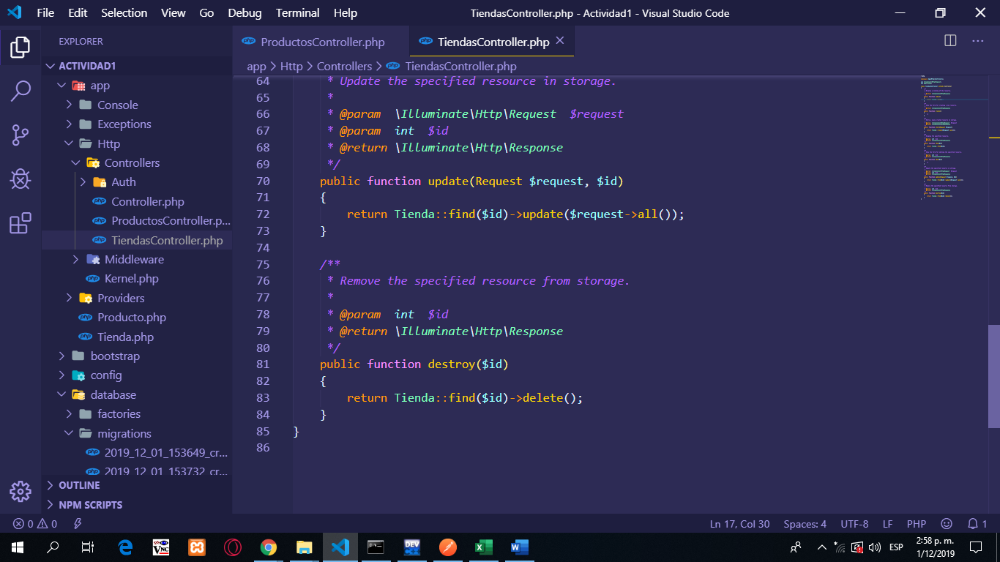 File Edit Selection View Go Debug Terminal Help
TiendasController.php - Actividad1 - Visual Studio Code
EXPLORER
ACTIVIDAD1
app
Console
Exceptions
Http
Controllers
Auth
Controller.php
ProductosController.p...
TiendasController.php
Middleware
Kernel.php
Providers
Producto.php
Tienda.php
bootstrap
config
database
factories
migrations
2019_12_01_153649_cr...
2019_12_01_153732_cr...
OUTLINE
NPM SCRIPTS
ProductosController.php
TiendasController.php
app > Http > Controllers > TiendasController.php
64 * Update the specified resource in storage.
65 *
66 * @param  \Illuminate\Http\Request  $request
67 * @param  int  $id
68 * @return \Illuminate\Http\Response
69 */
70 public function update(Request $request, $id)
71 {
72 return Tienda::find($id)->update($request->all());
73 }
74
75 /**
76 * Remove the specified resource from storage.
77 *
78 * @param  int  $id
79 * @return \Illuminate\Http\Response
80 */
81 public function destroy($id)
82 {
83 return Tienda::find($id)->delete();
84 }
85 }
86
0 0
Ln 17, Col 30 Spaces: 4 UTF-8 LF PHP 1
VNC
DEV
ESP
2:58 p. m.
1/12/2019